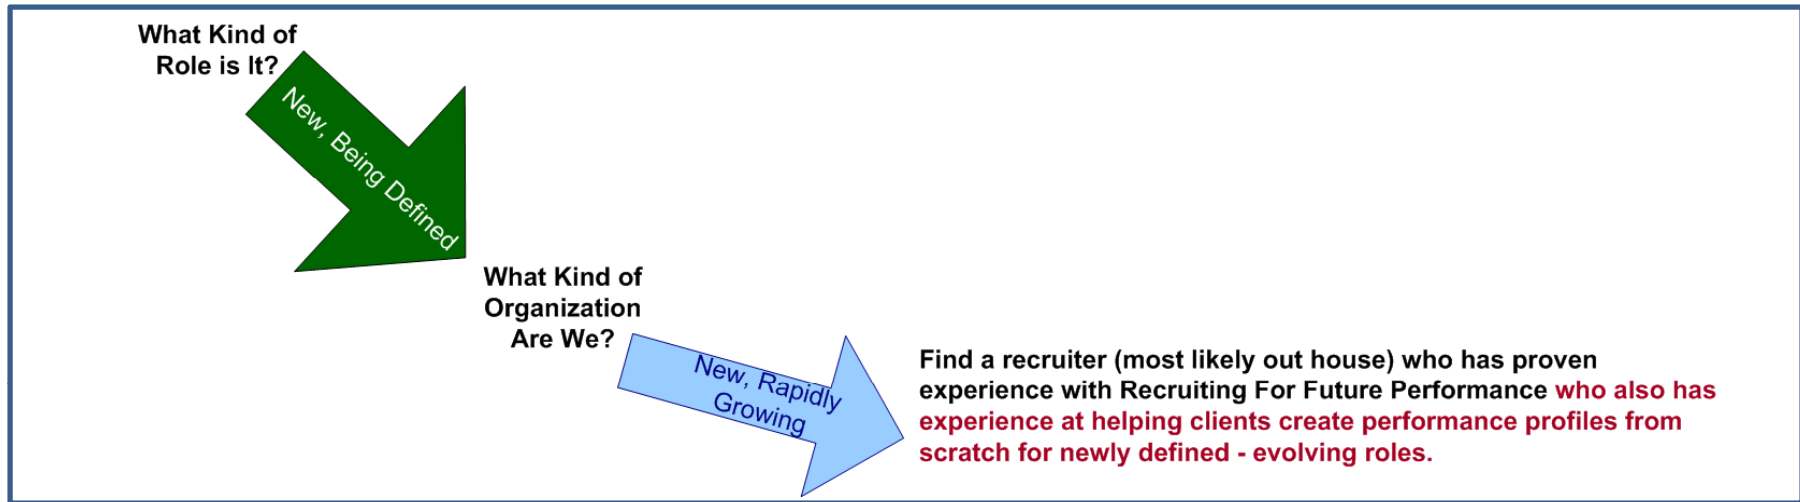 What Kind of
Role is It?
New, Being Defined
What Kind of
Organization
Are We?
New, Rapidly
Growing
Find a recruiter (most likely out house) who has proven
experience with Recruiting For Future Performance who also has
experience at helping clients create performance profiles from
scratch for newly defined - evolving roles.